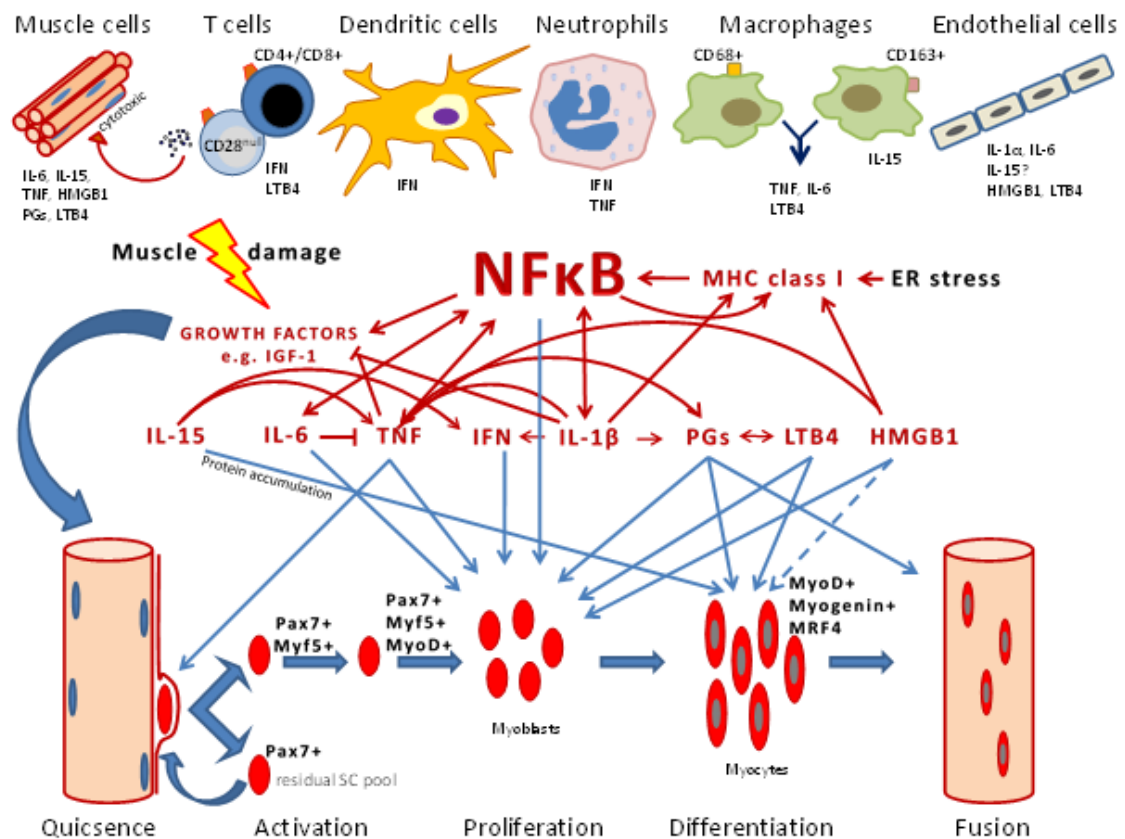 Muscle cells
T cells
Dendritic cells
Neutrophils
Macrophages
Endothelial cells
CD4+/CD8+
CD68+
CD163+
cytotoxic
CD28null
IL-6, IL-15,
TNF, HMGB1
PGs, LTB4
IFN
LTB4
IFN
IFN
TNF
TNF, IL-6
LTB4
IL-15
IL-1α, IL-6
IL-15?
HMGB1, LTB4
Muscle damage
NFκB
MHC class I
ER stress
GROWTH FACTORS
e.g. IGF-1
IL-15
IL-6
TNF
IFN
IL-1β
PGs
LTB4
HMGB1
Protein accumulation
Pax7+
Myf5+
Pax7+
Myf5+
MyoD+
MyoD+
Myogenin+
MRF4
Myoblasts
Myocytes
Pax7+
residual SC pool
Quicsence
Activation
Proliferation
Differentiation
Fusion